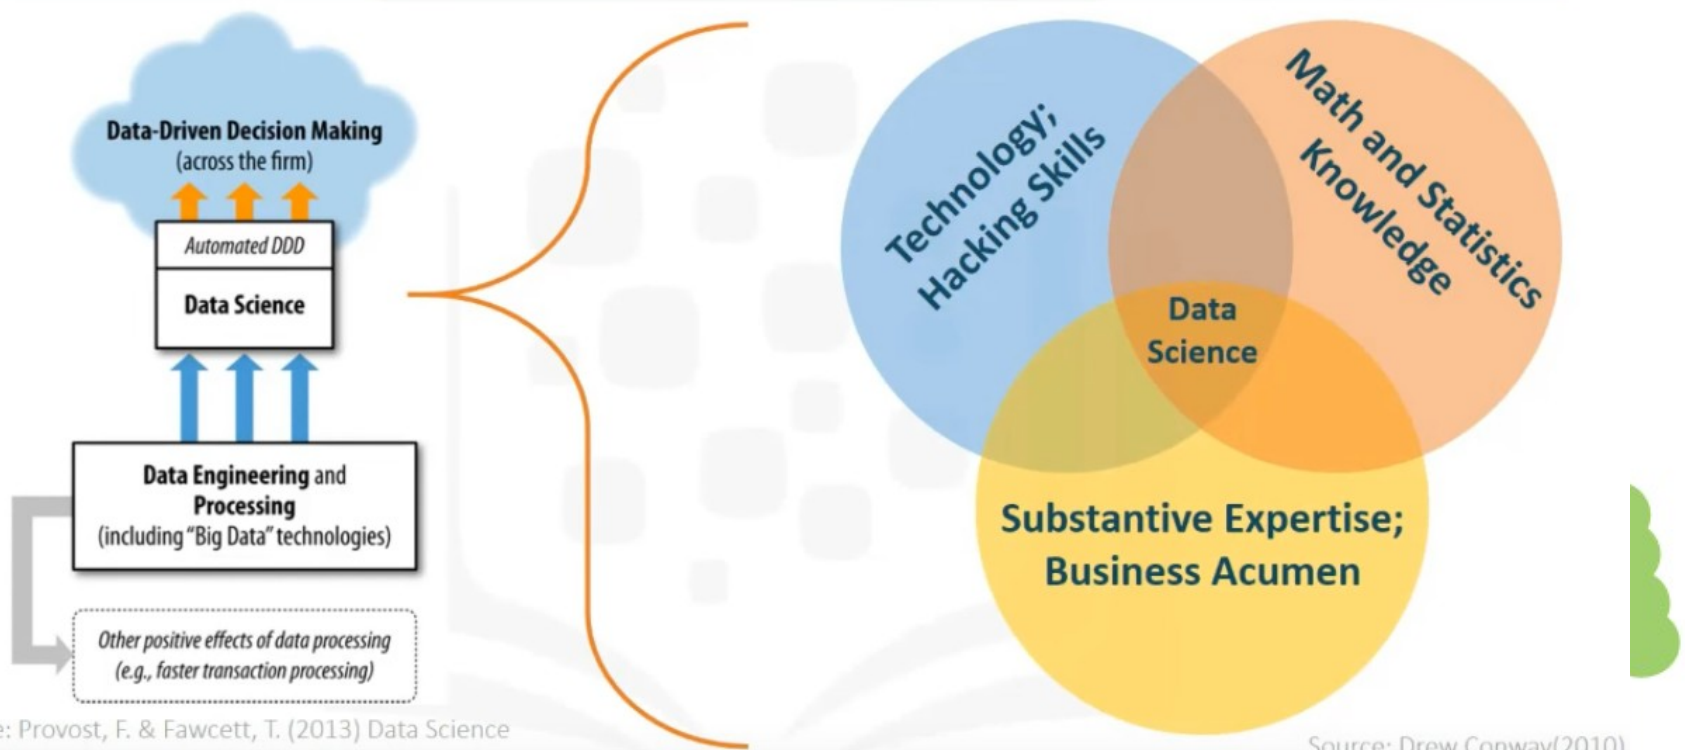 Data-Driven Decision Making
(across the firm)
Automated DDD
Data Science
Data Engineering and
Processing
(including “Big Data” technologies)
Other positive effects of data processing
(e.g., faster transaction processing)
e: Provost, F. & Fawcett, T. (2013) Data Science
Technology;
Hacking Skills
Math and Statistics
Knowledge
Data
Science
Substantive Expertise;
Business Acumen
Source: Drew Conway(2010)